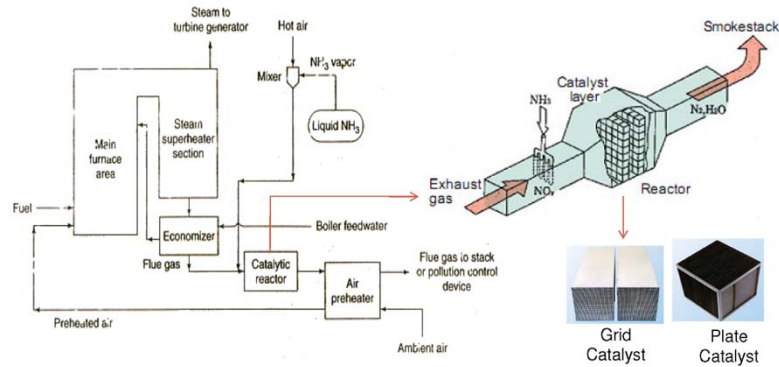 Steam to
turbine generator
Hot air
NH3 vapor
Mixer
Liquid NH3
Main
furnace
area
Steam
superheater
section
Fuel
Economizer
Boiler feedwater
Flue gas
Catalytic
reactor
Air
preheater
Flue gas to stack
or pollution control
device
Preheated air
Ambient air
Smokestack
Catalyst
layer
NH3
N2,H2O
Exhaust
gas
NOx
Reactor
Grid
Catalyst
Plate
Catalyst